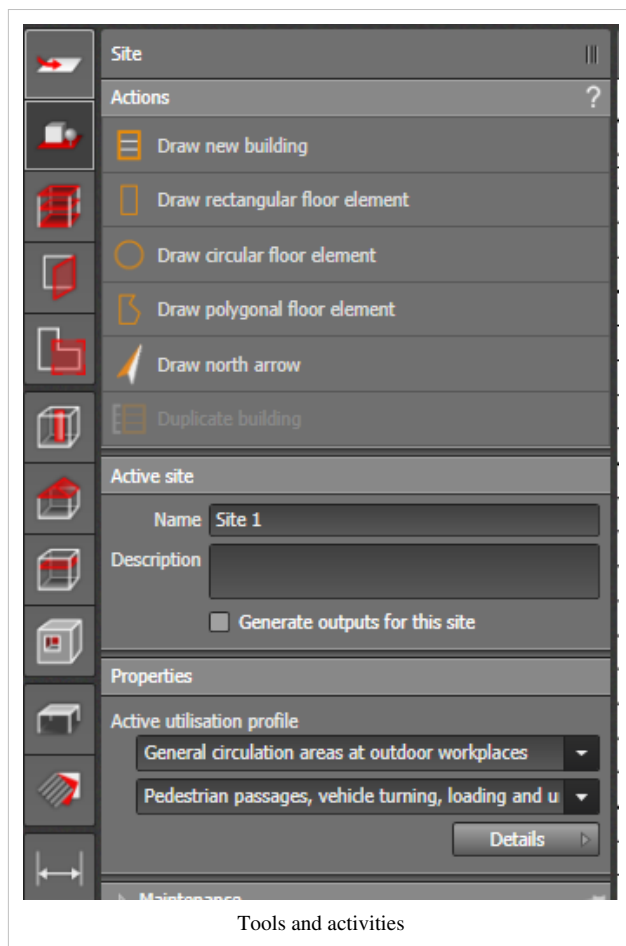 Site
Actions ?
Draw new building
Draw rectangular floor element
Draw circular floor element
Draw polygonal floor element
Draw north arrow
Duplicate building
Active site
Name Site 1
Description
Generate outputs for this site
Properties
Active utilisation profile
General circulation areas at outdoor workplaces
Pedestrian passages, vehicle turning, loading and u
Details
Maintenance
Tools and activities